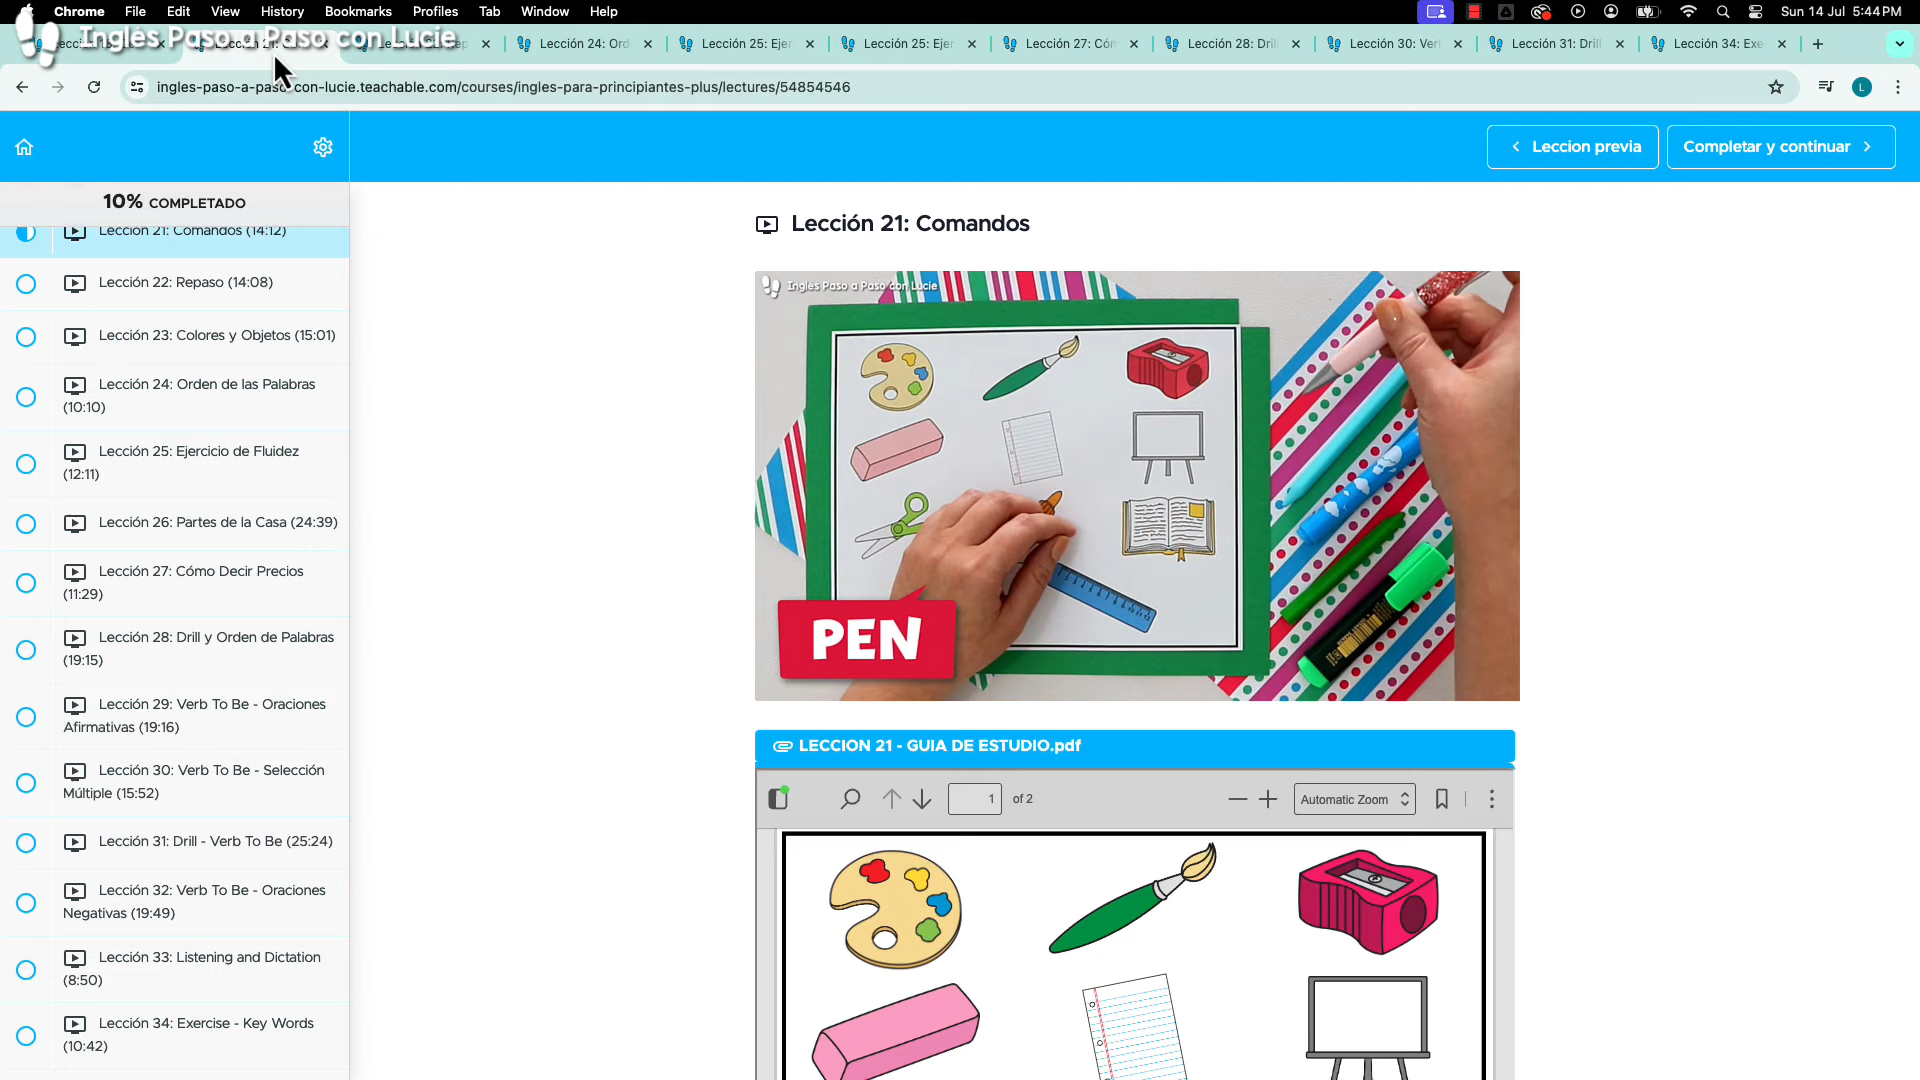 Chrome File Edit View History Bookmarks Profiles Tab Window Help
Sun 14 Jul 5:44 PM
Inglés Paso a Paso con Lucie
Lección 24: Ord
Lección 25: Ejer
Lección 25: Ejer
Lección 27: Cóm
Lección 28: Drill
Lección 30: Verb
Lección 31: Drill
Lección 34: Exe
ingles-paso-a-paso-con-lucie.teachable.com/courses/ingles-para-principiantes-plus/lectures/54854546
L
Leccion previa
Completar y continuar
10% COMPLETADO
Lección 21: Comandos (14:12)
Lección 22: Repaso (14:08)
Lección 23: Colores y Objetos (15:01)
Lección 24: Orden de las Palabras
(10:10)
Lección 25: Ejercicio de Fluidez
(12:11)
Lección 26: Partes de la Casa (24:39)
Lección 27: Cómo Decir Precios
(11:29)
Lección 28: Drill y Orden de Palabras
(19:15)
Lección 29: Verb To Be - Oraciones
Afirmativas (19:16)
Lección 30: Verb To Be - Selección
Múltiple (15:52)
Lección 31: Drill - Verb To Be (25:24)
Lección 32: Verb To Be - Oraciones
Negativas (19:49)
Lección 33: Listening and Dictation
(8:50)
Lección 34: Exercise - Key Words
(10:42)
Lección 21: Comandos
Inglés Paso a Paso con Lucie
PEN
LECCION 21 - GUIA DE ESTUDIO.pdf
1 of 2
Automatic Zoom